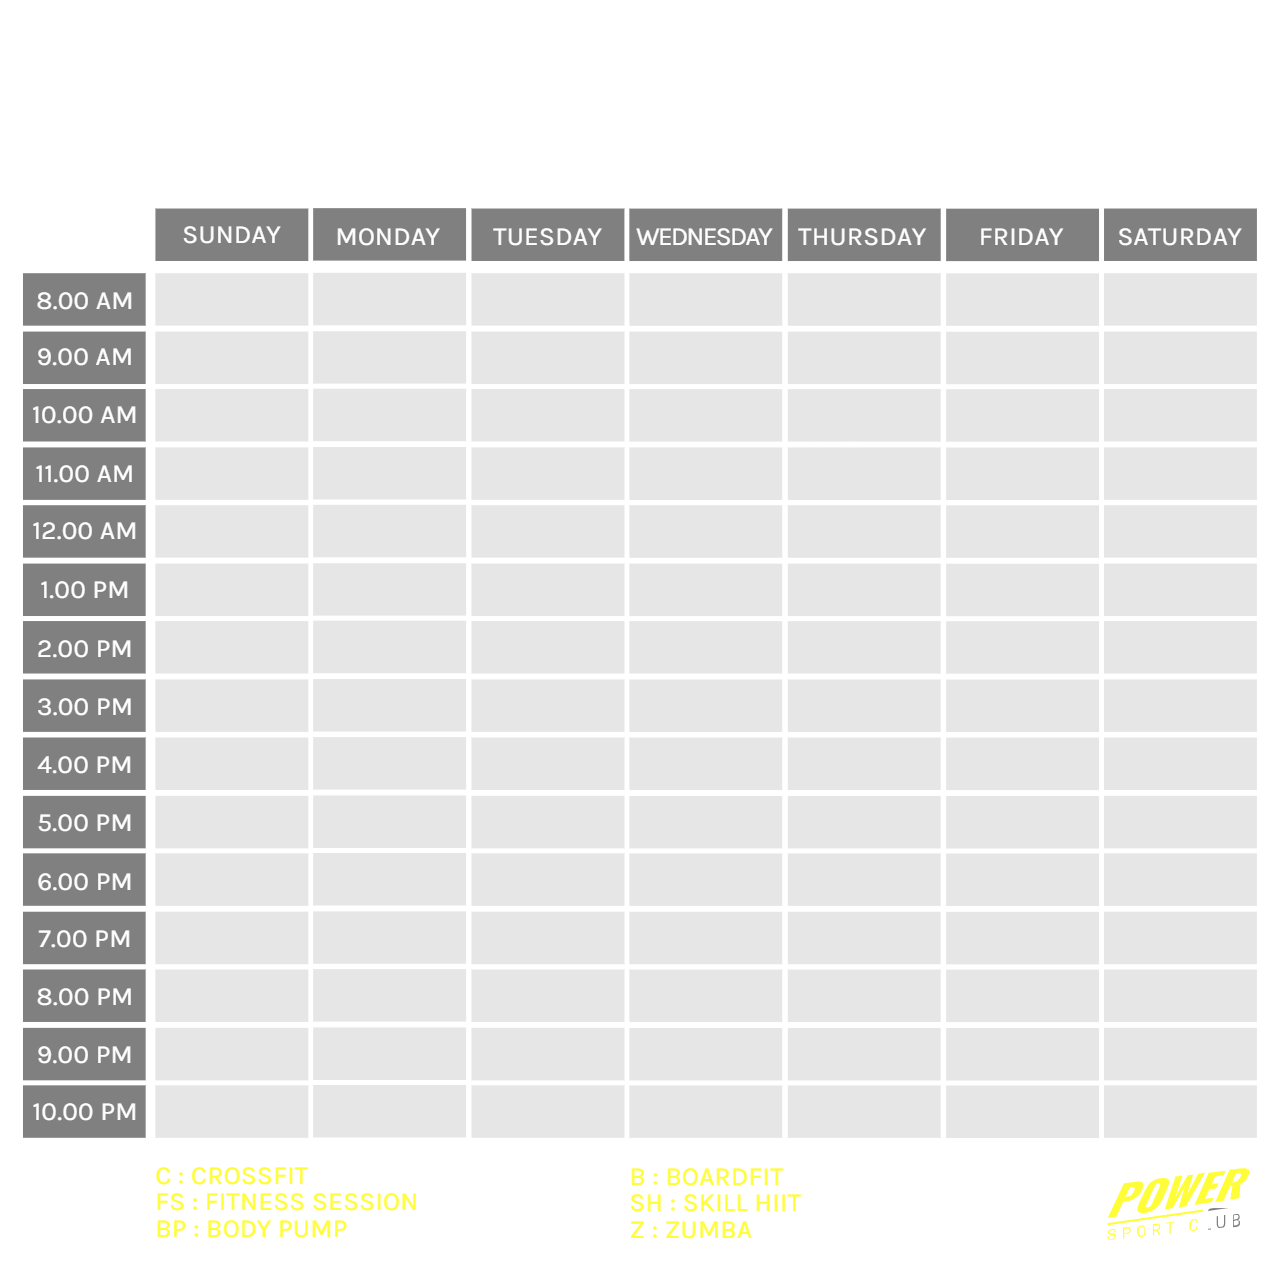 SUNDAY MONDAY TUESDAY WEDNESDAY THURSDAY FRIDAY SATURDAY
8.00 AM
9.00 AM
10.00 AM
11.00 AM
12.00 AM
1.00 PM
2.00 PM
3.00 PM
4.00 PM
5.00 PM
6.00 PM
7.00 PM
8.00 PM
9.00 PM
10.00 PM
C : CROSSFIT
FS : FITNESS SESSION
BP : BODY PUMP
B : BOARDFIT
SH : SKILL HIIT
Z : ZUMBA
POWER
SPORT CLUB